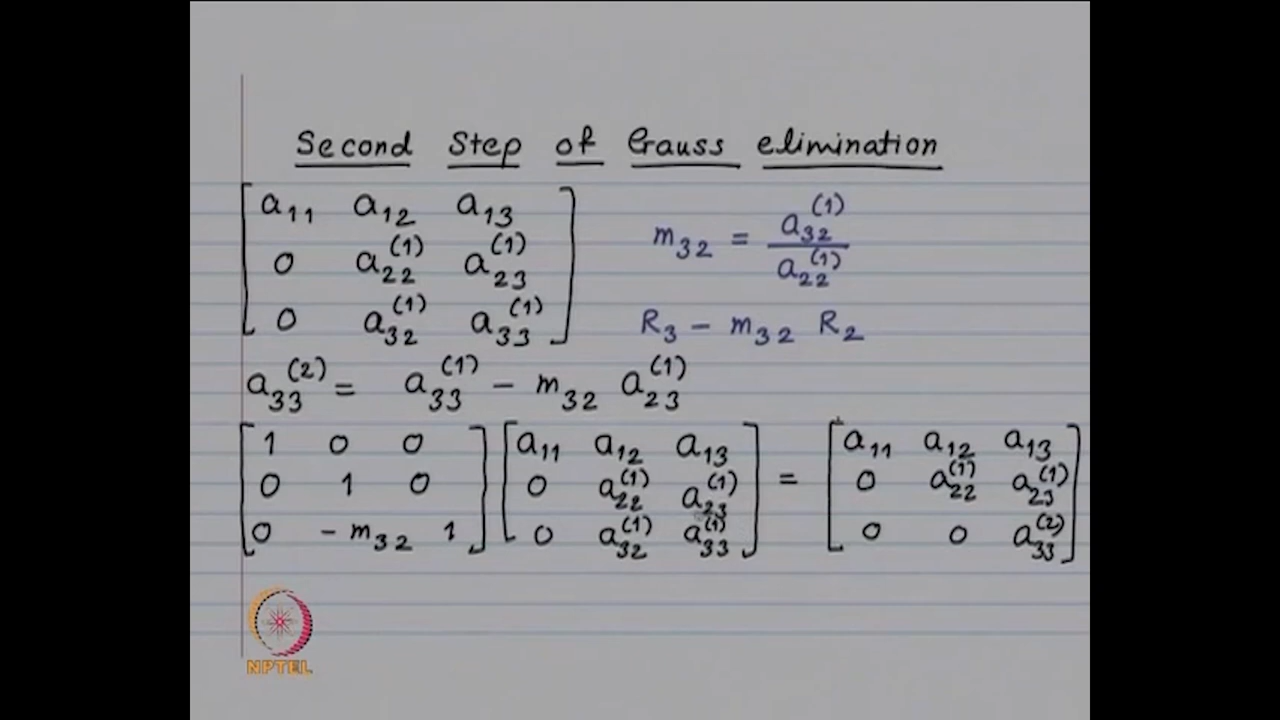 Second Step of Gauss elimination
[ a₁₁ a₁₂ a₁₃
0 a₂₂⁽¹⁾ a₂₃⁽¹⁾
0 a₃₂⁽¹⁾ a₃₃⁽¹⁾ ]
m₃₂ = a₃₂⁽¹⁾ / a₂₂⁽¹⁾
R₃ − m₃₂ R₂
a₃₃⁽²⁾ = a₃₃⁽¹⁾ − m₃₂ a₂₃⁽¹⁾
[ 1 0 0 ] [ a₁₁ a₁₂ a₁₃ ] = [ a₁₁ a₁₂ a₁₃ ]
[ 0 1 0 ] [ 0 a₂₂⁽¹⁾ a₂₃⁽¹⁾ ] [ 0 a₂₂⁽¹⁾ a₂₃⁽¹⁾ ]
[ 0 −m₃₂ 1 ] [ 0 a₃₂⁽¹⁾ a₃₃⁽¹⁾ ] [ 0 0 a₃₃⁽²⁾ ]
NPTEL